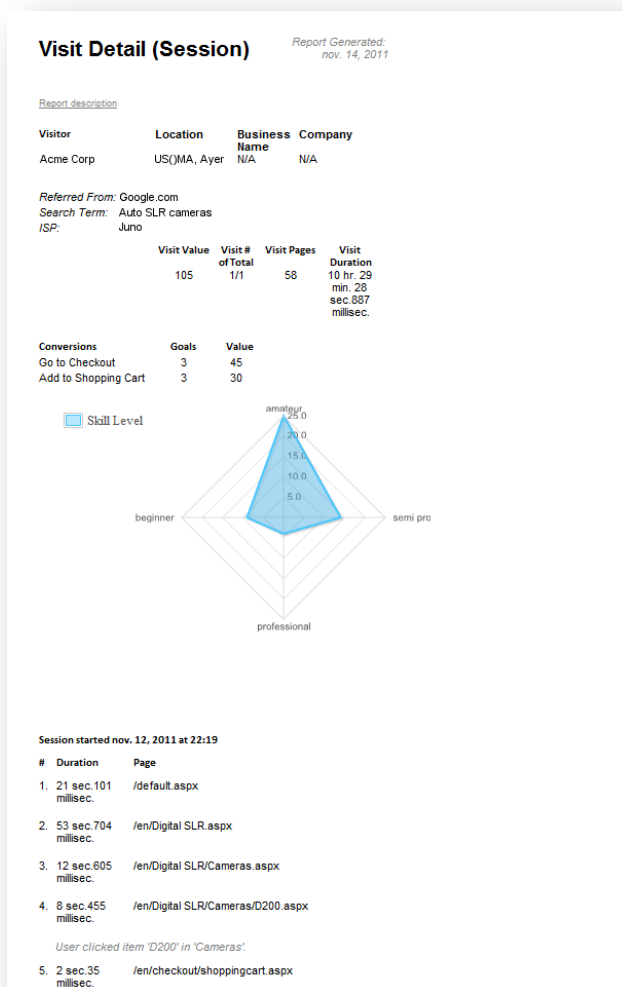 Visit Detail (Session)
Report Generated:
nov. 14, 2011
Report description
Visitor Location Business Name Company
Acme Corp US()MA, Ayer N/A N/A
Referred From: Google.com
Search Term: Auto SLR cameras
ISP: Juno
Visit Value Visit # of Total Visit Pages Visit Duration
105 1/1 58 10 hr. 29 min. 28 sec.887 millisec.
Conversions Goals Value
Go to Checkout 3 45
Add to Shopping Cart 3 30
Skill Level
amateur
25.0
20.0
15.0
10.0
5.0
beginner
semi pro
professional
Session started nov. 12, 2011 at 22:19
# Duration Page
1. 21 sec.101 millisec. /default.aspx
2. 53 sec.704 millisec. /en/Digital SLR.aspx
3. 12 sec.605 millisec. /en/Digital SLR/Cameras.aspx
4. 8 sec.455 millisec. /en/Digital SLR/Cameras/D200.aspx
User clicked item 'D200' in 'Cameras'.
5. 2 sec.35 millisec. /en/checkout/shoppingcart.aspx